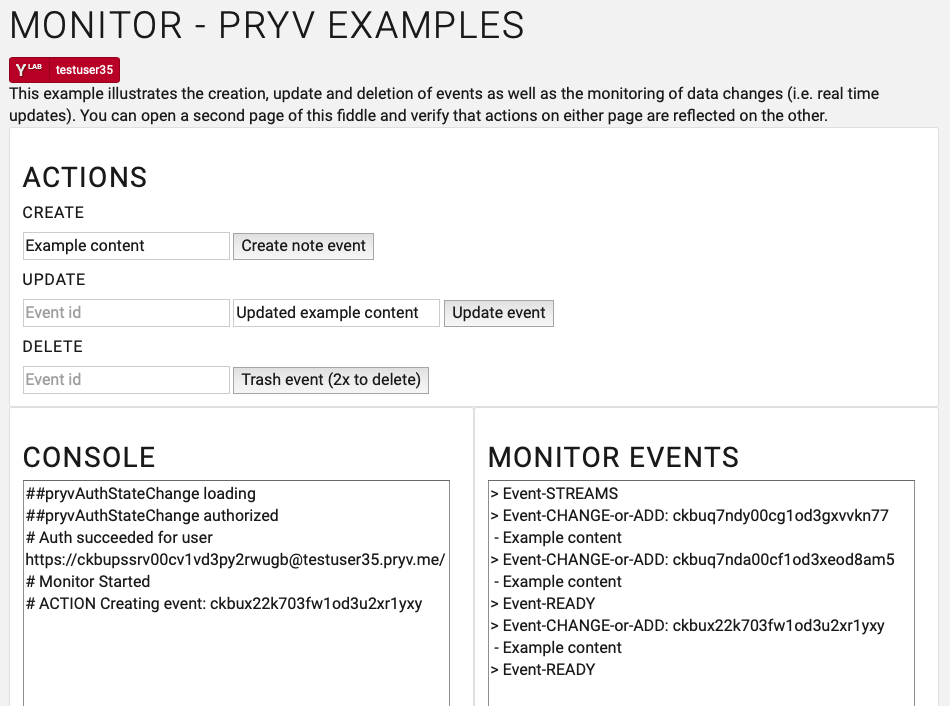 MONITOR - PRYV EXAMPLES
Y LAB testuser35
This example illustrates the creation, update and deletion of events as well as the monitoring of data changes (i.e. real time
updates). You can open a second page of this fiddle and verify that actions on either page are reflected on the other.
ACTIONS
CREATE
Example content Create note event
UPDATE
Event id Updated example content Update event
DELETE
Event id Trash event (2x to delete)
CONSOLE
##pryvAuthStateChange loading
##pryvAuthStateChange authorized
# Auth succeeded for user
https://ckbupssrv00cv1vd3py2rwugb@testuser35.pryv.me/
# Monitor Started
# ACTION Creating event: ckbux22k703fw1od3u2xr1yxy
MONITOR EVENTS
> Event-STREAMS
> Event-CHANGE-or-ADD: ckbuq7ndy00cg1od3gxvvkn77
- Example content
> Event-CHANGE-or-ADD: ckbuq7nda00cf1od3xeod8am5
- Example content
> Event-READY
> Event-CHANGE-or-ADD: ckbux22k703fw1od3u2xr1yxy
- Example content
> Event-READY